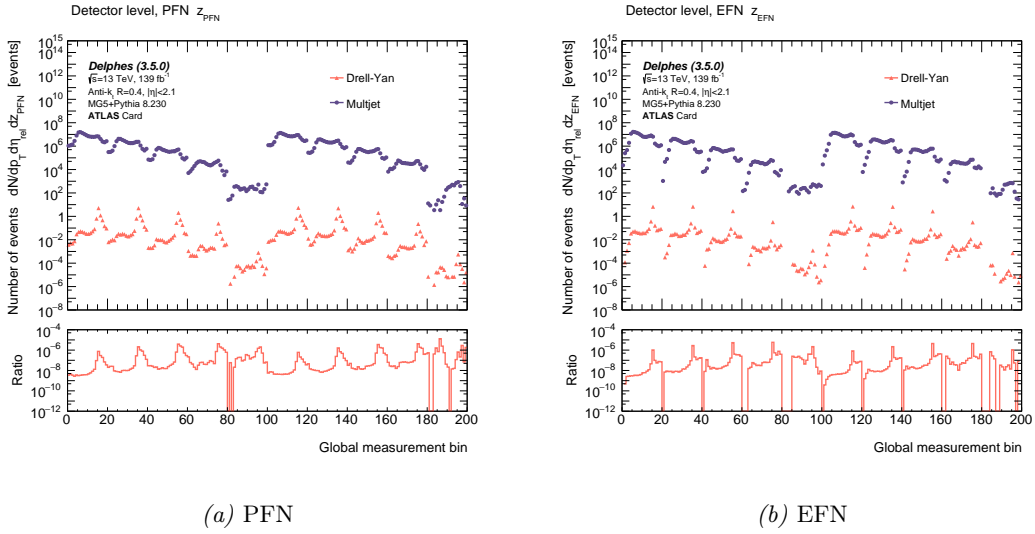 Detector level, PFN z_PFN
Number of events dN/dp_T dη_rel dz_PFN [events]
10^15
10^14
10^12
10^10
10^8
10^6
10^4
10^2
1
10^−2
10^−4
10^−6
10^−8
Delphes (3.5.0)
√s=13 TeV, 139 fb^-1
Anti-k_t R=0.4, |η|<2.1
MG5+Pythia 8.230
ATLAS Card
Drell-Yan
Multjet
Ratio
10^−4
10^−6
10^−8
10^−10
10^−12
0 20 40 60 80 100 120 140 160 180 200
Global measurement bin
(a) PFN
Detector level, EFN z_EFN
Number of events dN/dp_T dη_rel dz_EFN [events]
10^15
10^14
10^12
10^10
10^8
10^6
10^4
10^2
1
10^−2
10^−4
10^−6
10^−8
Delphes (3.5.0)
√s=13 TeV, 139 fb^-1
Anti-k_t R=0.4, |η|<2.1
MG5+Pythia 8.230
ATLAS Card
Drell-Yan
Multjet
Ratio
10^−4
10^−6
10^−8
10^−10
10^−12
0 20 40 60 80 100 120 140 160 180 200
Global measurement bin
(b) EFN